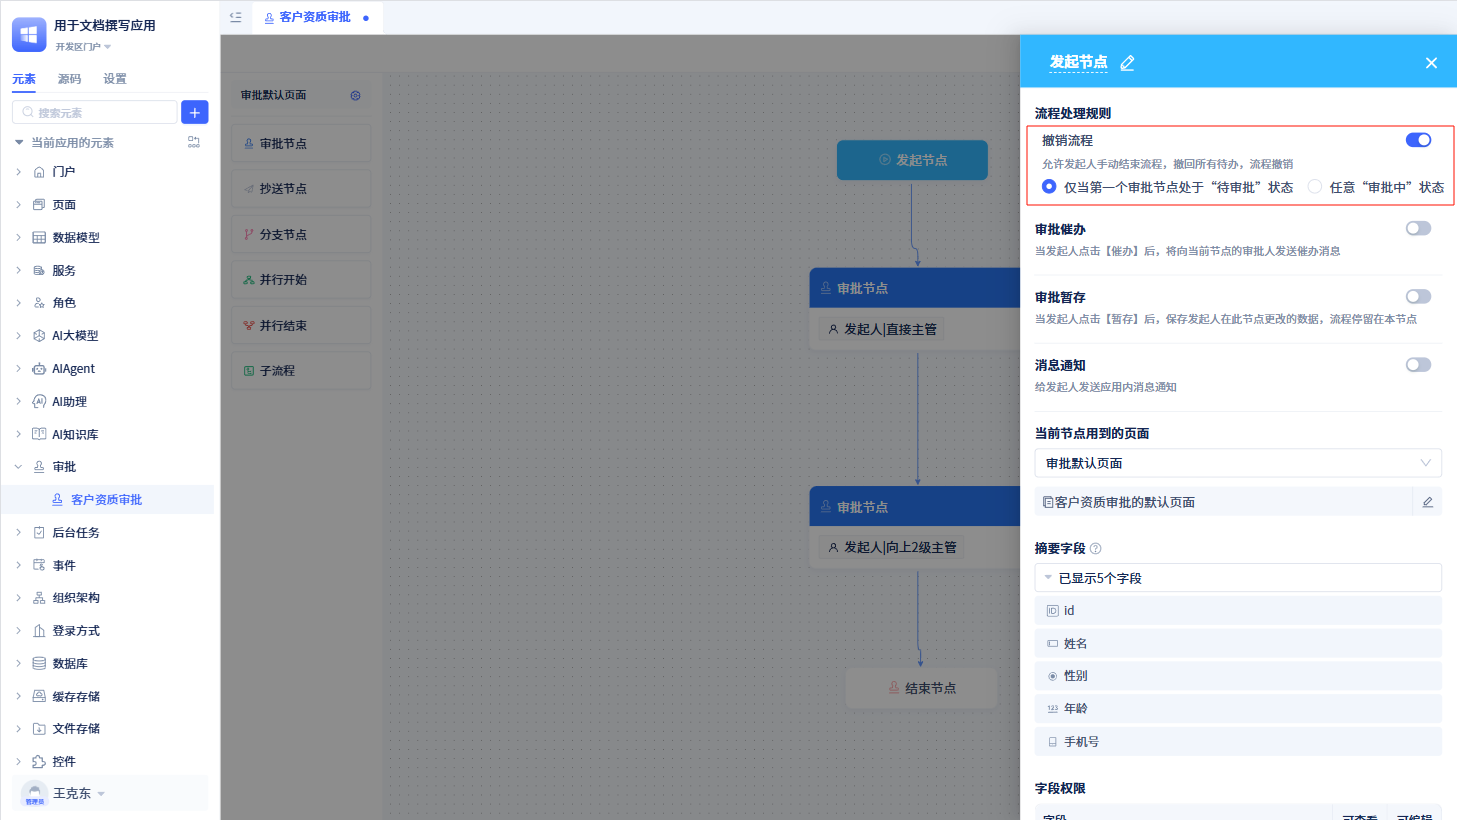 用于文档撰写应用
开发区门户
元素 源码 设置
搜索元素
当前应用的元素
门户
页面
数据模型
服务
角色
AI大模型
AIAgent
AI助理
AI知识库
审批
客户资质审批
后台任务
事件
组织架构
登录方式
数据库
缓存存储
文件存储
控件
管理员
王克东
客户资质审批
审批默认页面
审批节点
抄送节点
分支节点
并行开始
并行结束
子流程
发起节点
审批节点
发起人|直接主管
审批节点
发起人|向上2级主管
结束节点
发起节点
流程处理规则
撤销流程
允许发起人手动结束流程，撤回所有待办，流程撤销
仅当第一个审批节点处于“待审批”状态 任意“审批中”状态
审批催办
当发起人点击【催办】后，将向当前节点的审批人发送催办消息
审批暂存
当发起人点击【暂存】后，保存发起人在此节点更改的数据，流程停留在本节点
消息通知
给发起人发送应用内消息通知
当前节点用到的页面
审批默认页面
客户资质审批的默认页面
摘要字段
已显示5个字段
id
姓名
性别
123 年龄
手机号
字段权限
字段 可查看 可编辑